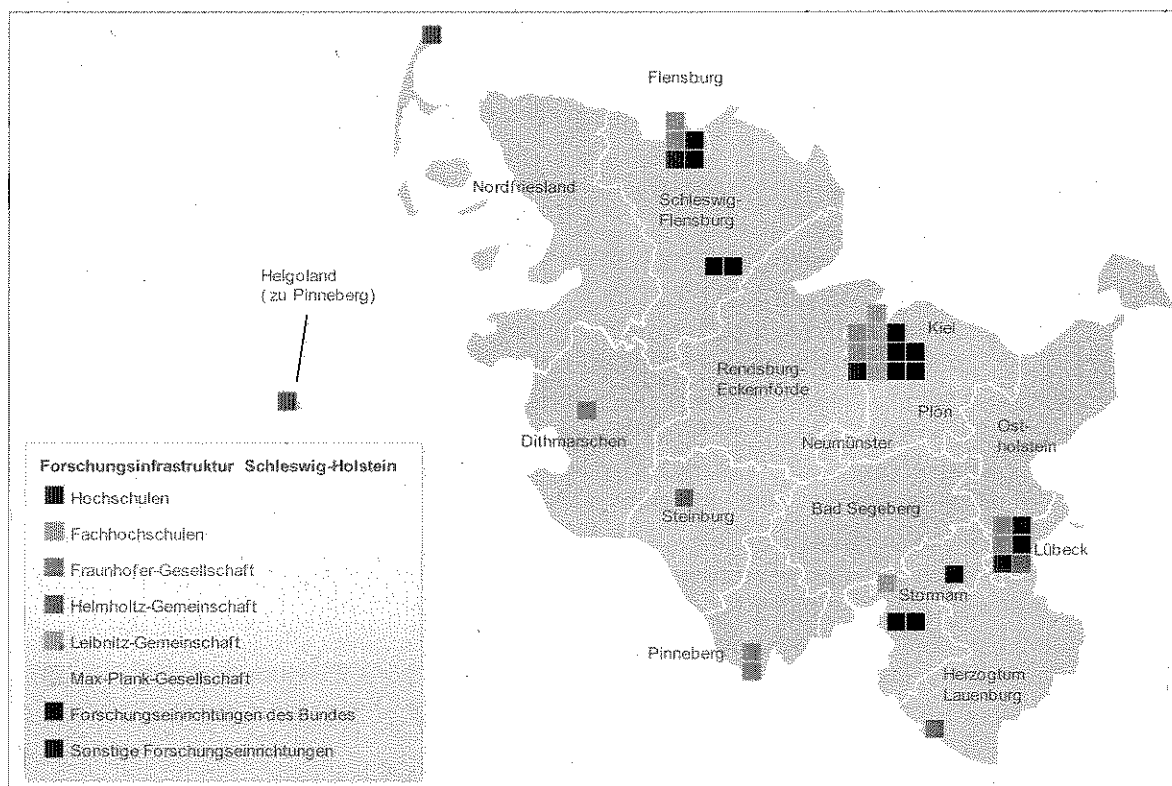 Flensburg
Nordfriesland
Schleswig-
Flensburg
Helgoland
( zu Pinneberg)
Kiel
Rendsburg-
Eckernförde
Plön
Ost-
holstein
Dithmarschen
Neumünster
Steinburg
Bad Segeberg
Lübeck
Stormarn
Pinneberg
Herzogtum
Lauenburg
Forschungsinfrastruktur Schleswig-Holstein
Hochschulen
Fachhochschulen
Fraunhofer-Gesellschaft
Helmholtz-Gemeinschaft
Leibnitz-Gemeinschaft
Max-Plank-Gesellschaft
Forschungseinrichtungen des Bundes
Sonstige Forschungseinrichtungen